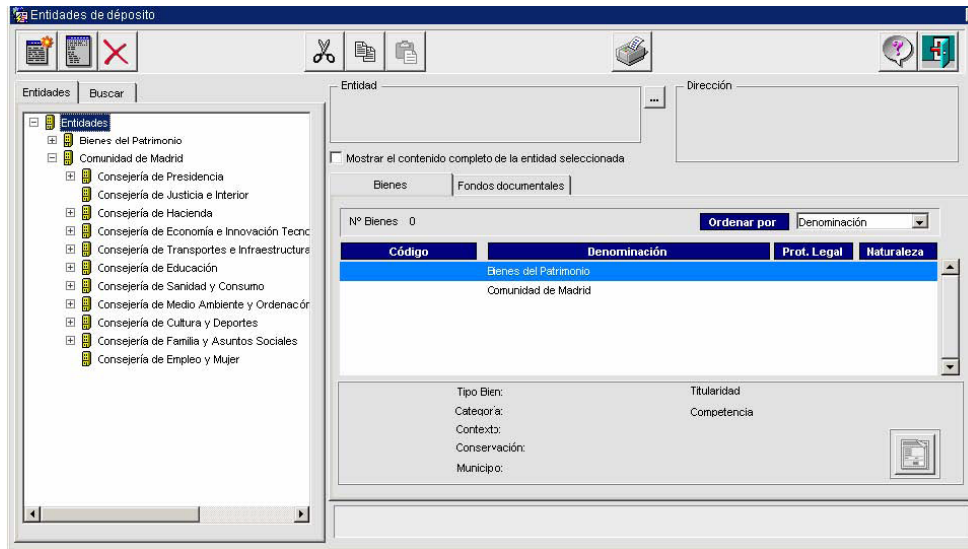 Entidades de déposito
Entidades Buscar
Entidades
Bienes del Patrimonio
Comunidad de Madrid
Consejería de Presidencia
Consejería de Justicia e Interior
Consejería de Hacienda
Consejería de Economía e Innovación Tecno
Consejería de Transportes e Infraestructura
Consejería de Educación
Consejería de Sanidad y Consumo
Consejería de Medio Ambiente y Ordenaciór
Consejería de Cultura y Deportes
Consejería de Familia y Asuntos Sociales
Consejería de Empleo y Mujer
Entidad
...
Dirección
Mostrar el contenido completo de la entidad seleccionada
Bienes Fondos documentales
Nº Bienes 0 Ordenar por Denominación
Código Denominación Prot. Legal Naturaleza
Bienes del Patrimonio
Comunidad de Madrid
Tipo Bien: Titularidad
Categoría: Competencia
Contexto:
Conservación:
Municipio: